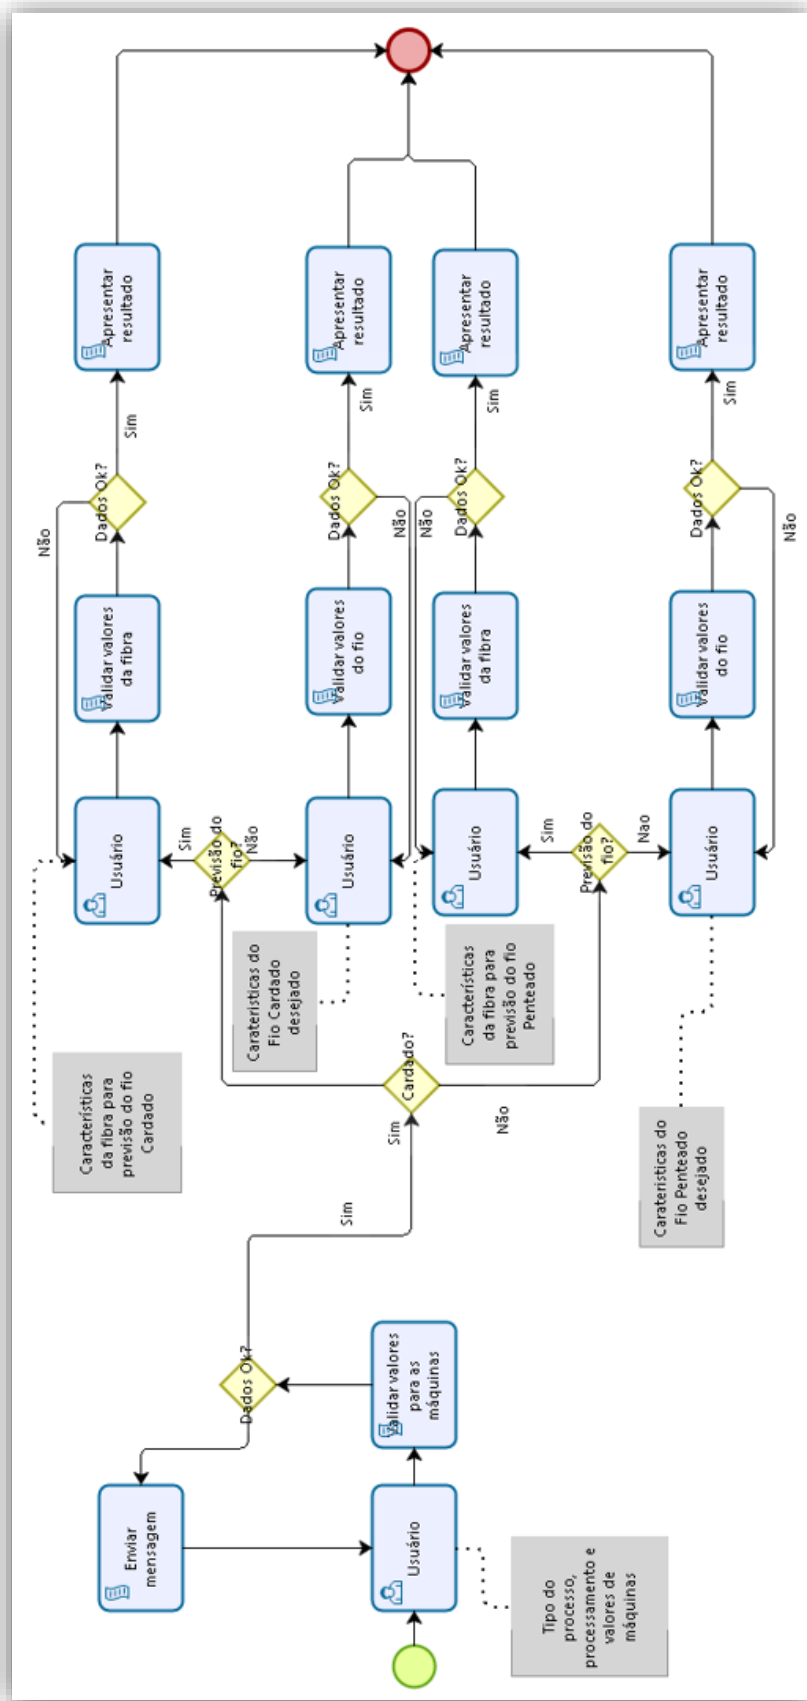 Enviar
mensagem
Usuário
Tipo do
processo,
processamento e
valores de
máquinas
Dados Ok?
Validar valores
para as
máquinas
Sim
Características
da fibra para
previsão do fio
Cardado
Sim
Cardado?
Não
Carateristicas do
Fio Cardado
desejado
Características
da fibra para
previsão do fio
Penteado
Carateristicas do
Fio Penteado
desejado
Usuário
Sim
Previsão do
fio?
Não
Usuário
Usuário
Sim
Previsão do
fio?
Nao
Usuário
Validar valores
da fibra
Validar valores
do fio
Validar valores
da fibra
Validar valores
do fio
Não
Dados Ok?
Sim
Dados Ok?
Sim
Não
Não
Dados Ok?
Sim
Dados Ok?
Sim
Não
Apresentar
resultado
Apresentar
resultado
Apresentar
resultado
Apresentar
resultado